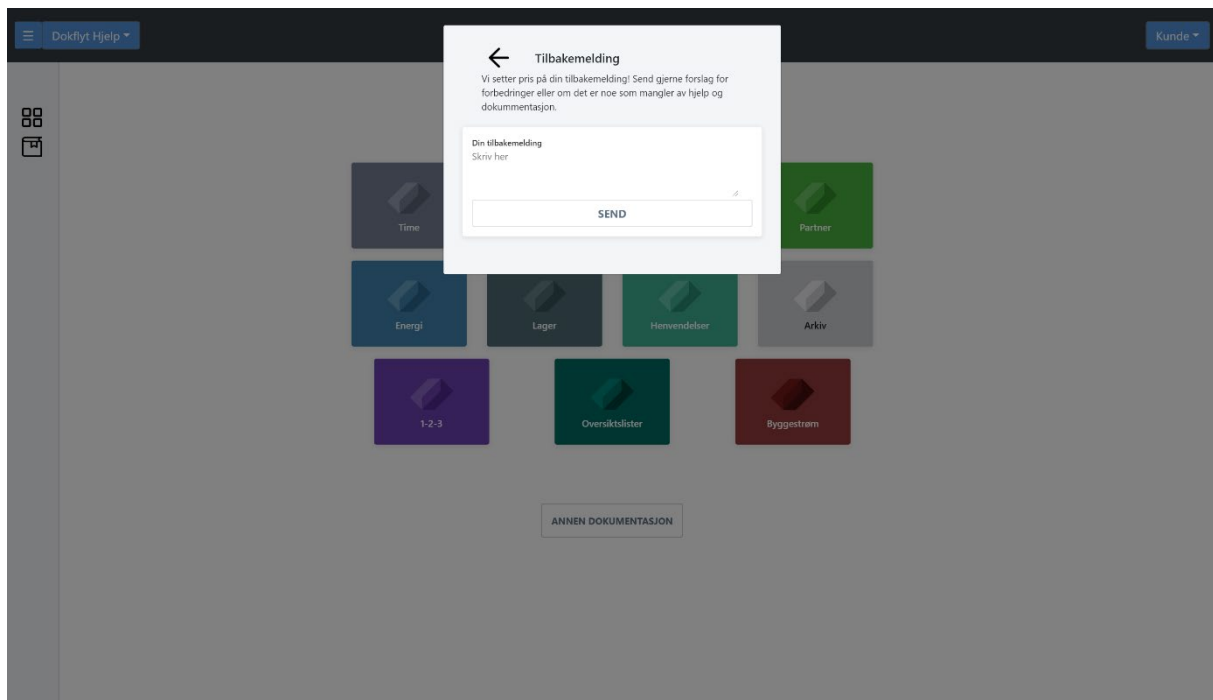 Dokflyt Hjelp
Kunde
Tilbakemelding
Vi setter pris på din tilbakemelding! Send gjerne forslag for
forbedringer eller om det er noe som mangler av hjelp og
dokummentasjon.
Din tilbakemelding
Skriv her
SEND
Time
Partner
Energi
Lager
Henvendelser
Arkiv
1-2-3
Oversiktslister
Byggestrøm
ANNEN DOKUMENTASJON